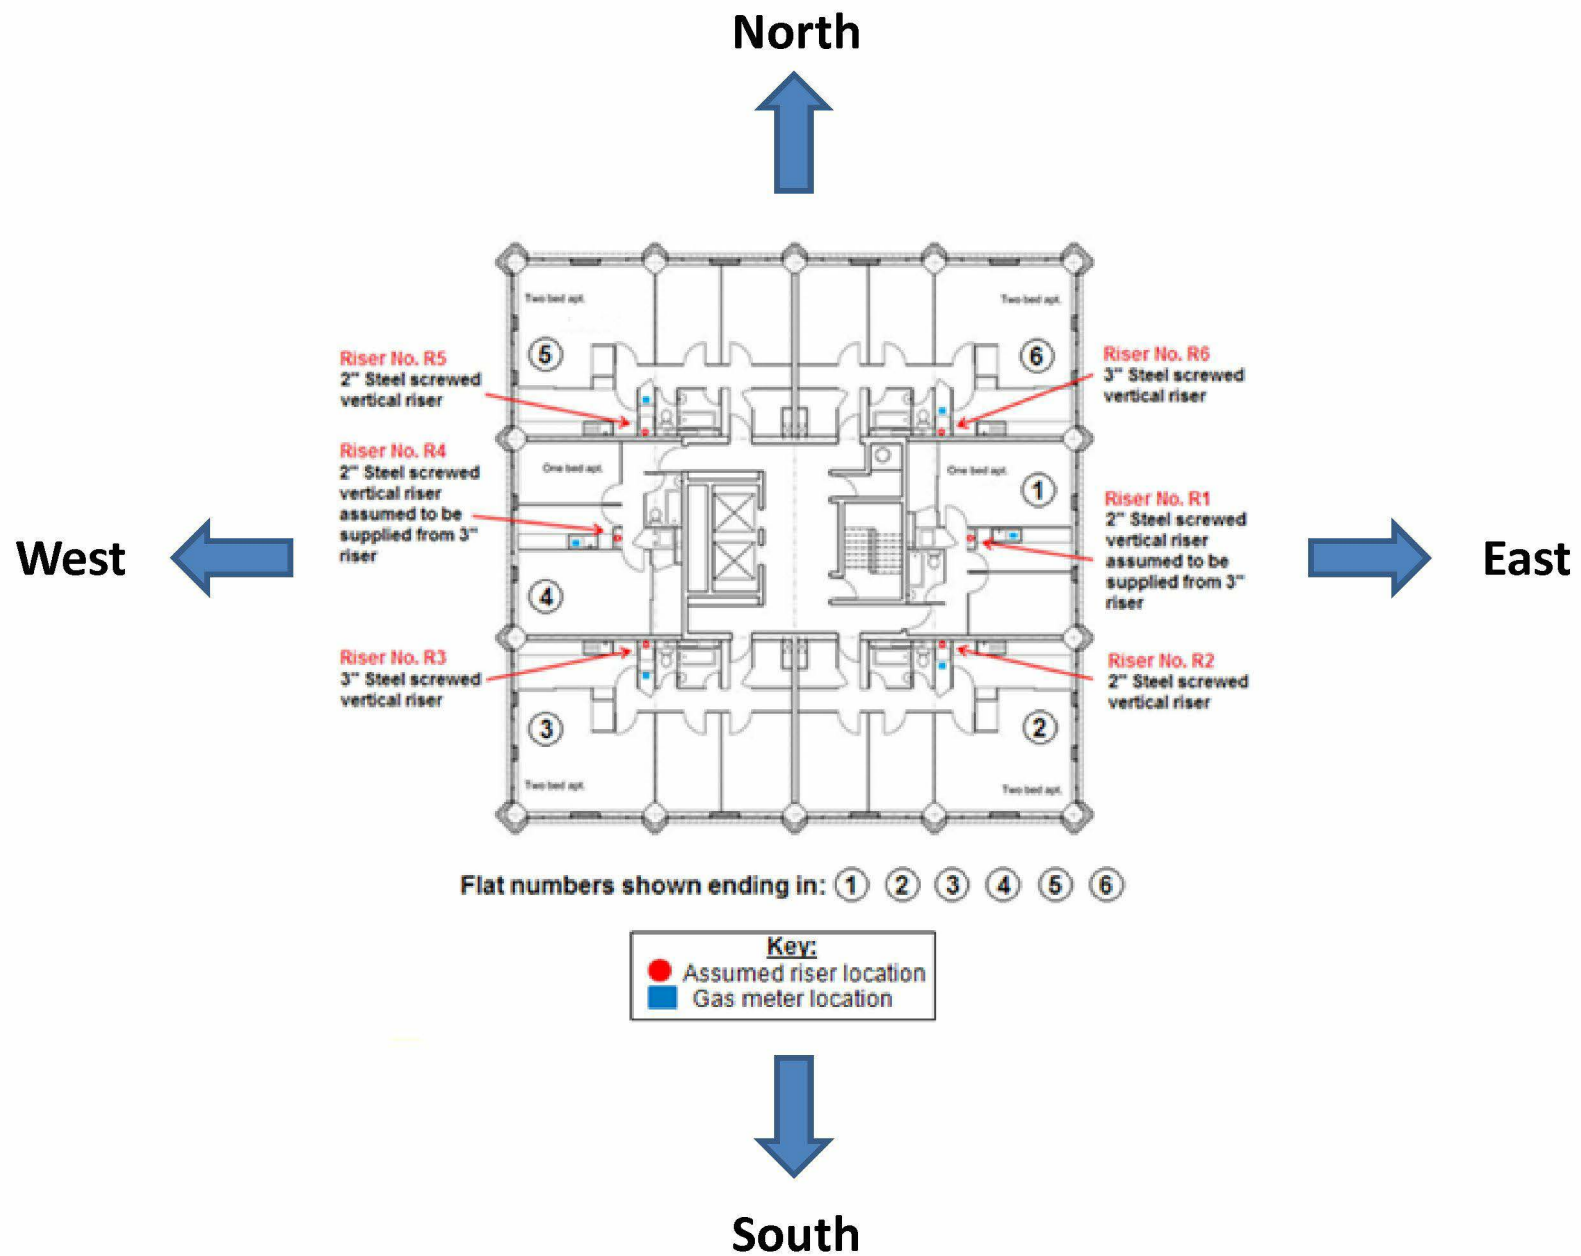 North
Two bed apt.
Two bed apt.
5
6
Riser No. R5
2" Steel screwed
vertical riser
Riser No. R6
3" Steel screwed
vertical riser
Riser No. R4
2" Steel screwed
vertical riser
assumed to be
supplied from 3"
riser
One bed apt.
One bed apt.
1
Riser No. R1
2" Steel screwed
vertical riser
assumed to be
supplied from 3"
riser
West
East
4
Riser No. R3
3" Steel screwed
vertical riser
Riser No. R2
2" Steel screwed
vertical riser
3
2
Two bed apt.
Two bed apt.
Flat numbers shown ending in: 1 2 3 4 5 6
Key:
Assumed riser location
Gas meter location
South